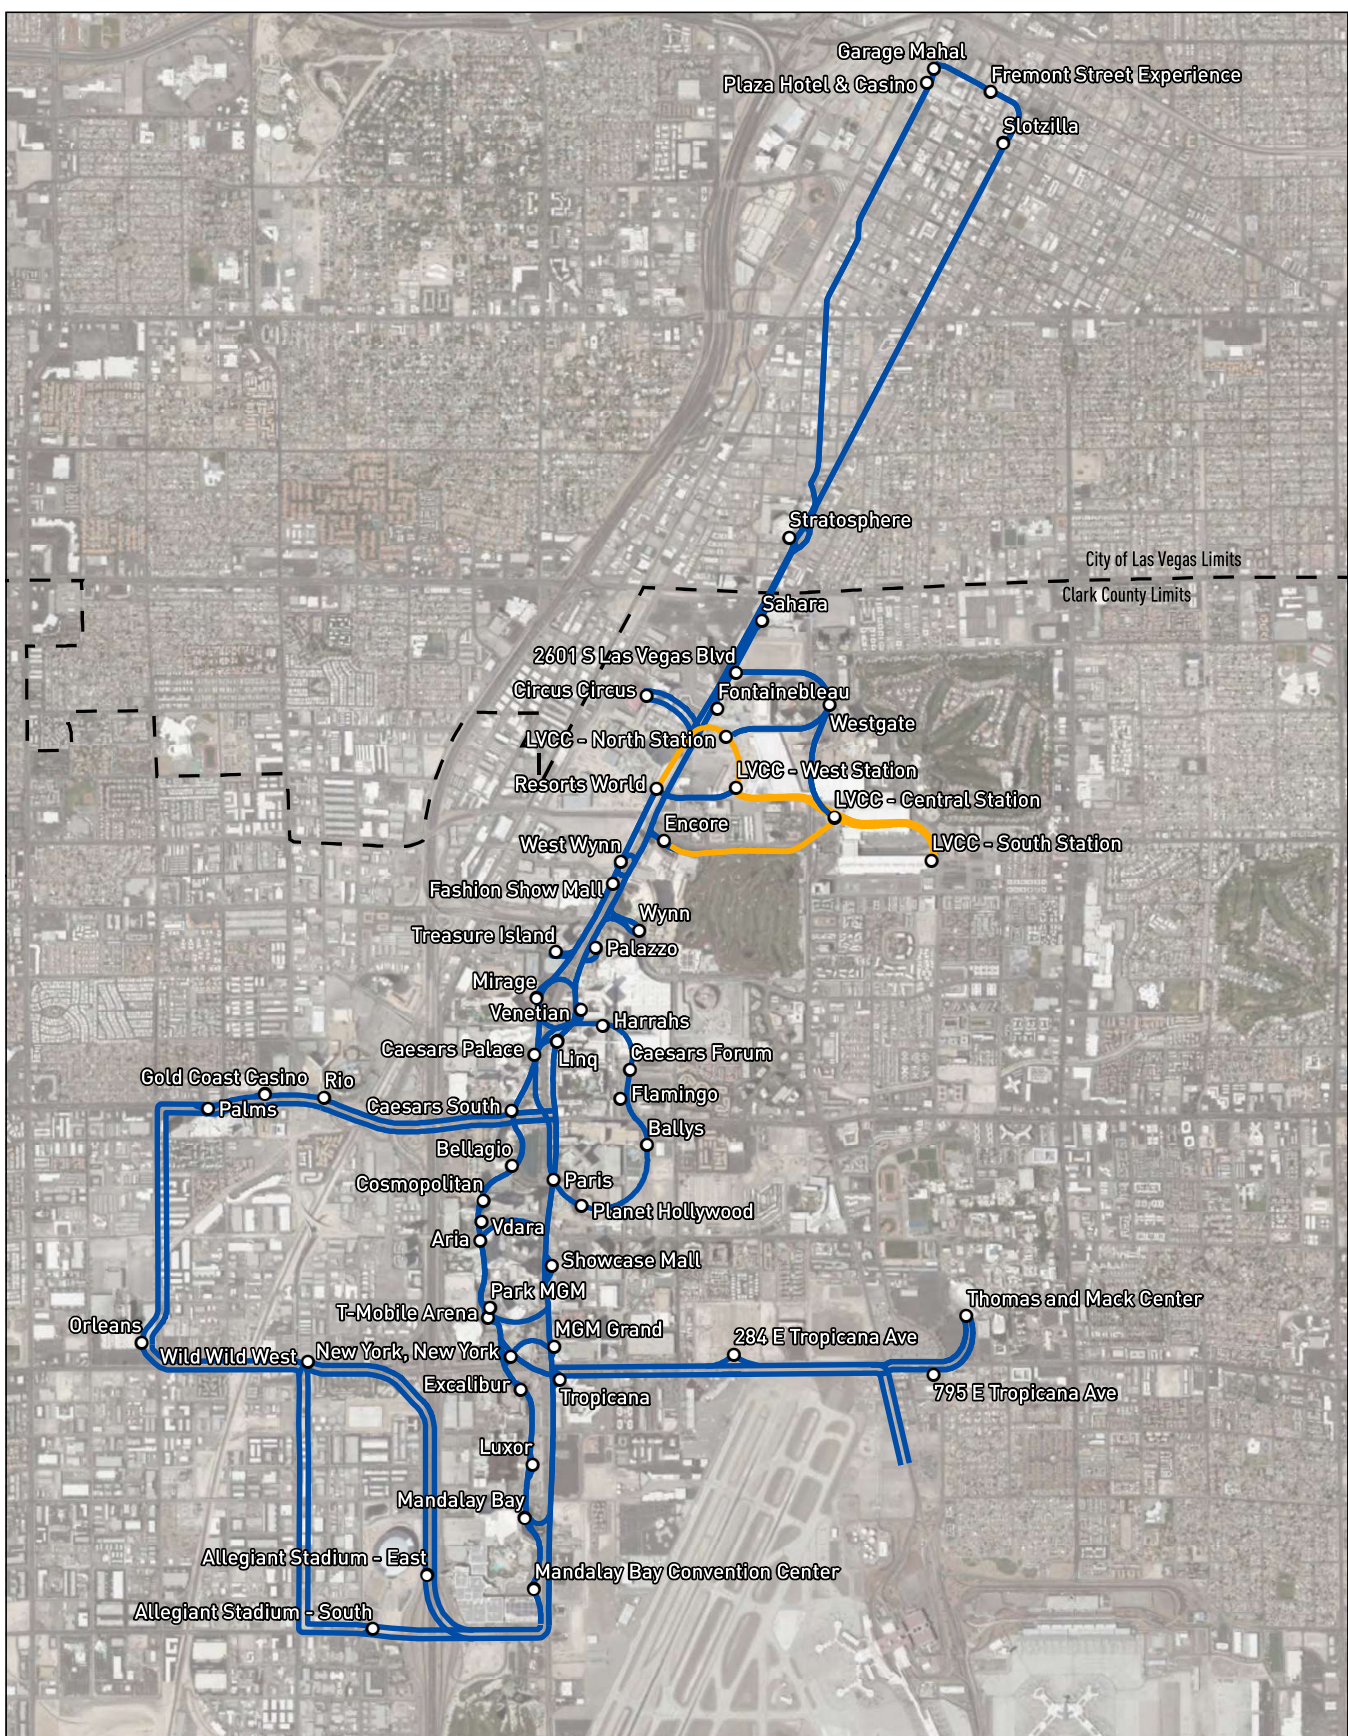 Garage Mahal
Fremont Street Experience
Plaza Hotel & Casino
Slotzilla
Stratosphere
City of Las Vegas Limits
Clark County Limits
Sahara
2601 S Las Vegas Blvd
Circus Circus
Fontainebleau
Westgate
LVCC - North Station
LVCC - West Station
Resorts World
LVCC - Central Station
Encore
LVCC - South Station
West Wynn
Fashion Show Mall
Wynn
Treasure Island
Palazzo
Mirage
Venetian
Harrahs
Caesars Palace
Linq
Caesars Forum
Gold Coast Casino
Rio
Palms
Caesars South
Flamingo
Ballys
Bellagio
Cosmopolitan
Paris
Planet Hollywood
Vdara
Aria
Showcase Mall
Park MGM
T-Mobile Arena
Thomas and Mack Center
Orleans
MGM Grand
284 E Tropicana Ave
Wild Wild West
New York, New York
Excalibur
Tropicana
795 E Tropicana Ave
Luxor
Mandalay Bay
Allegiant Stadium - East
Mandalay Bay Convention Center
Allegiant Stadium - South